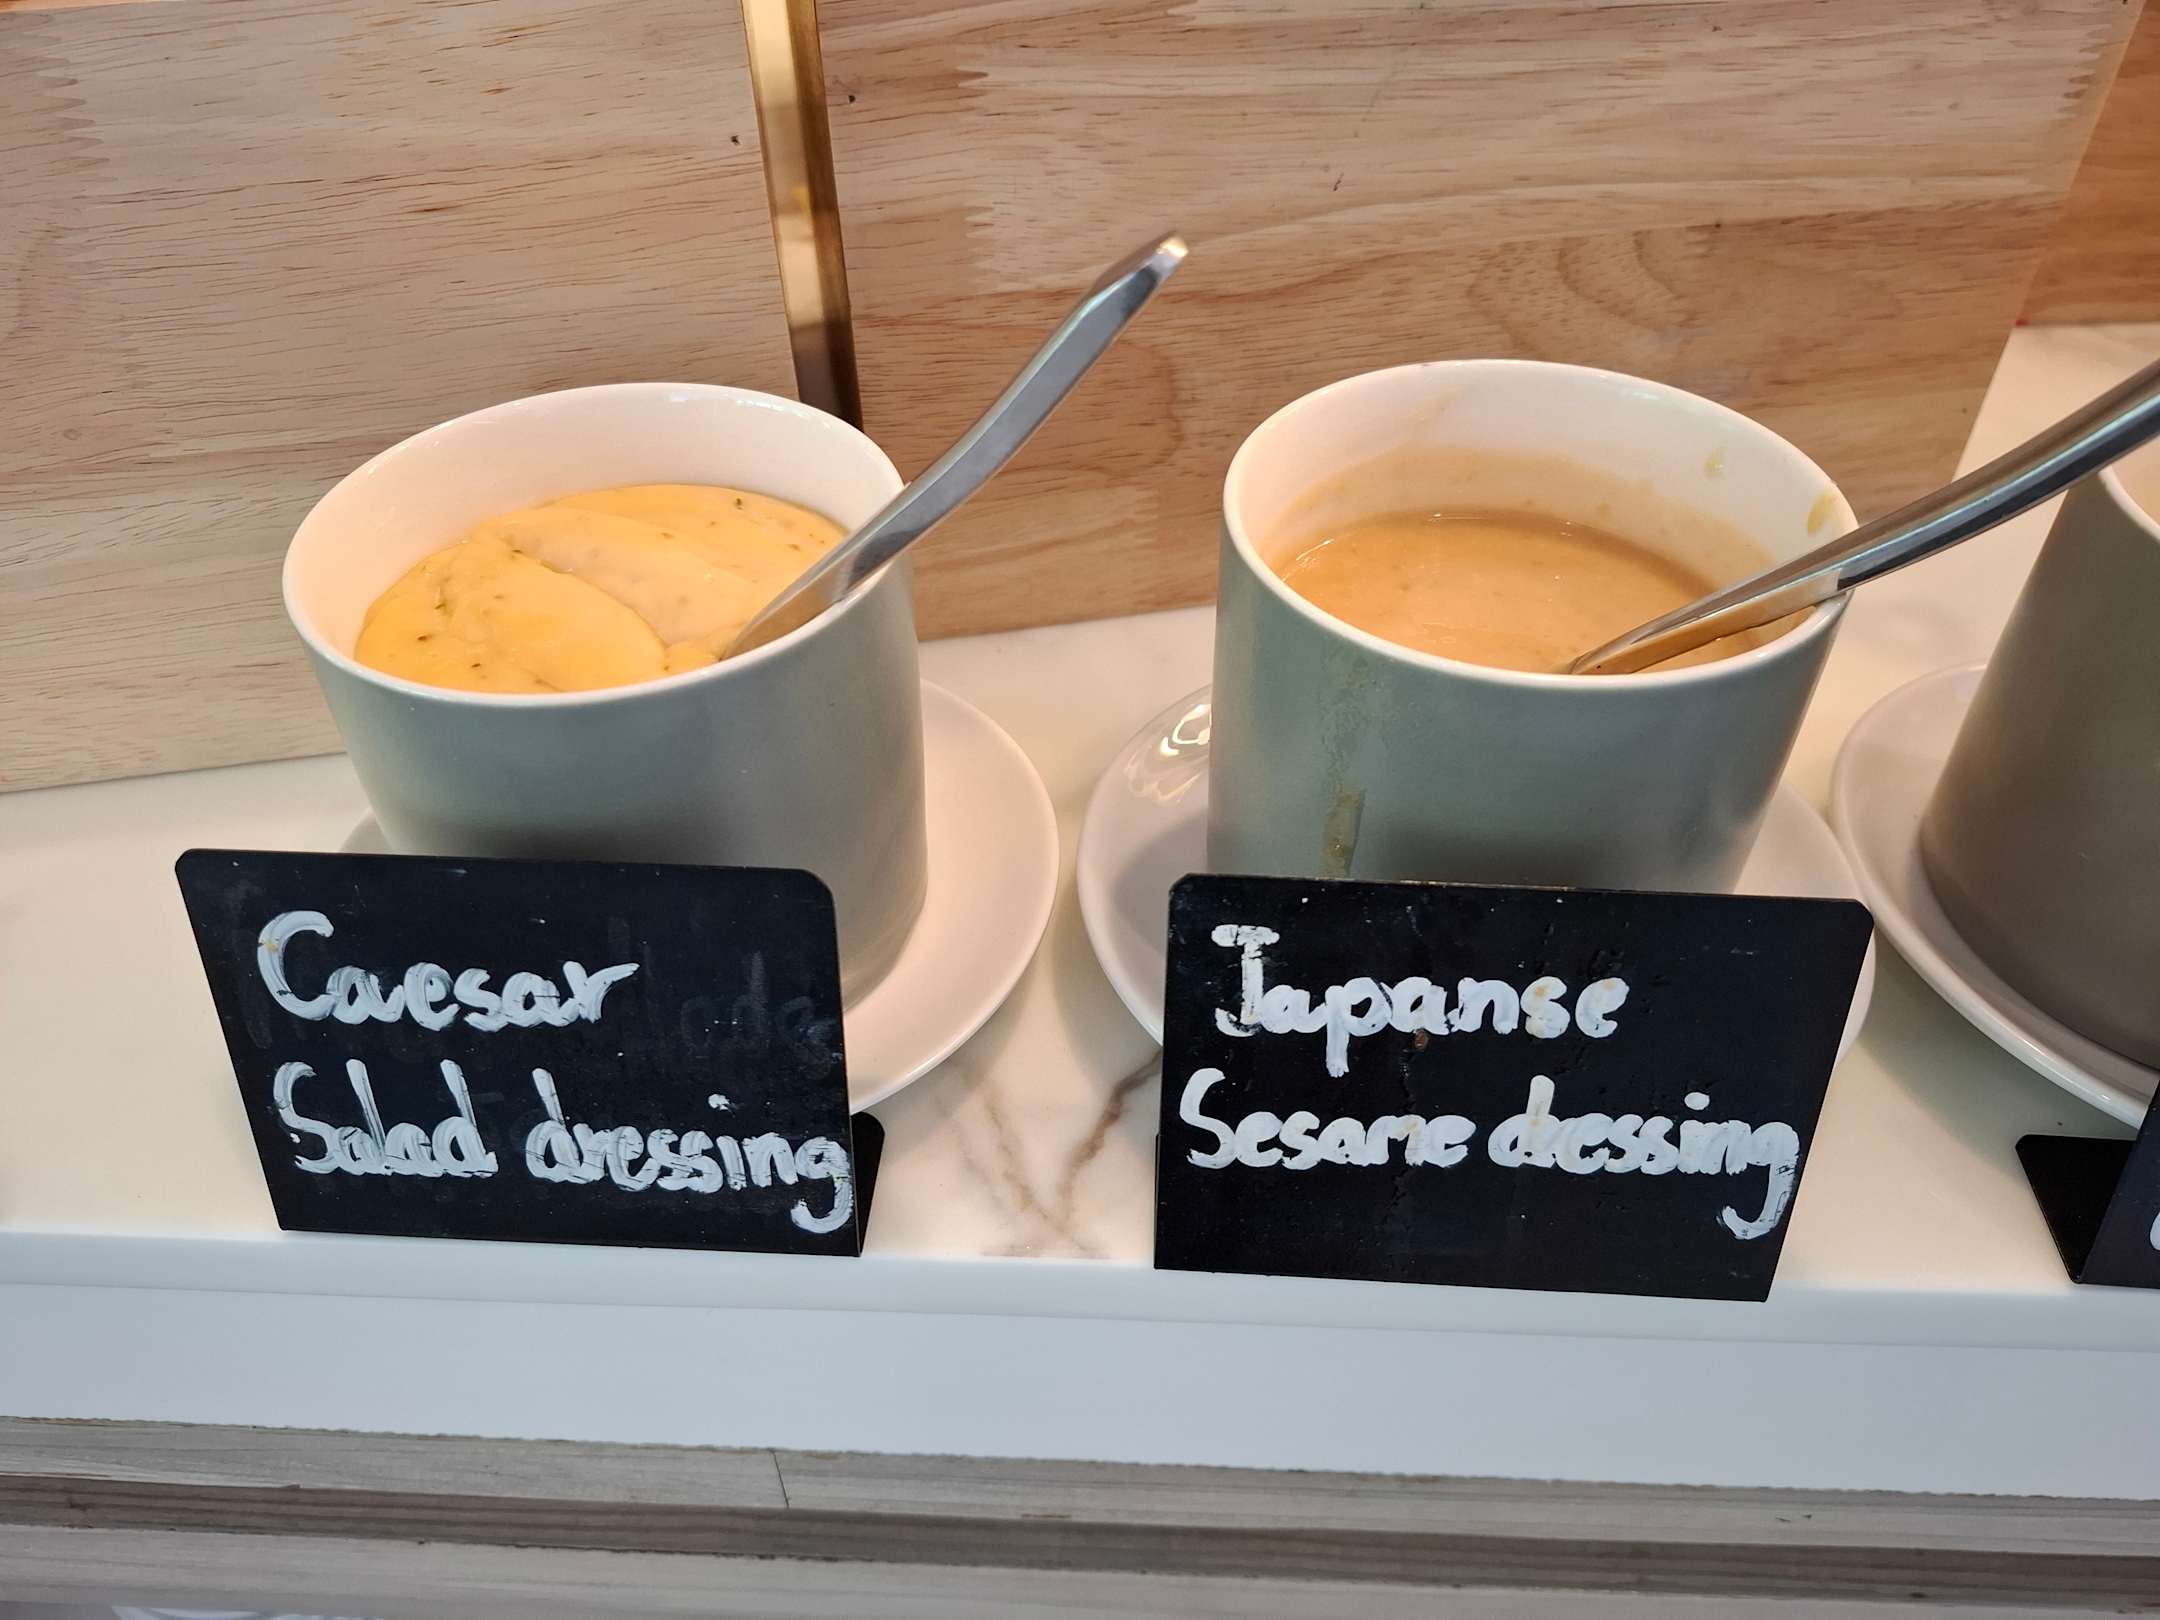 Caesar
Salad dressing
Japanse
Sesame dressing